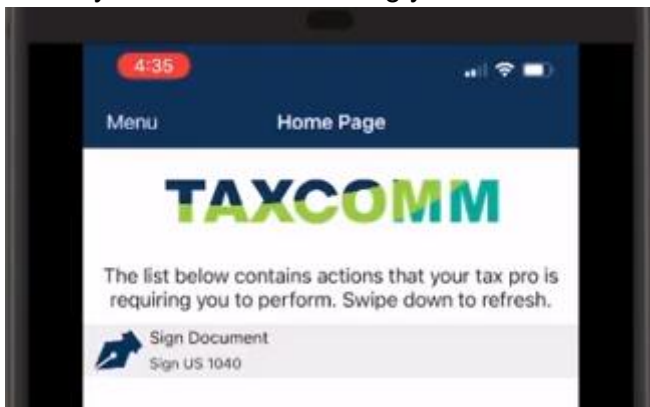 4:35
Menu Home Page
TAXCOMM
The list below contains actions that your tax pro is
requiring you to perform. Swipe down to refresh.
Sign Document
Sign US 1040